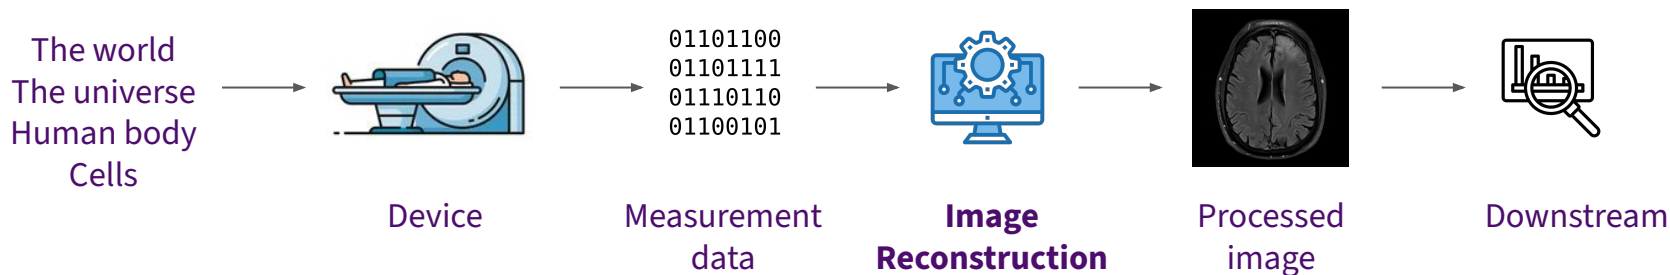 The world
The universe
Human body
Cells
01101100
01101111
01110110
01100101
Device
Measurement
data
Image
Reconstruction
Processed
image
Downstream